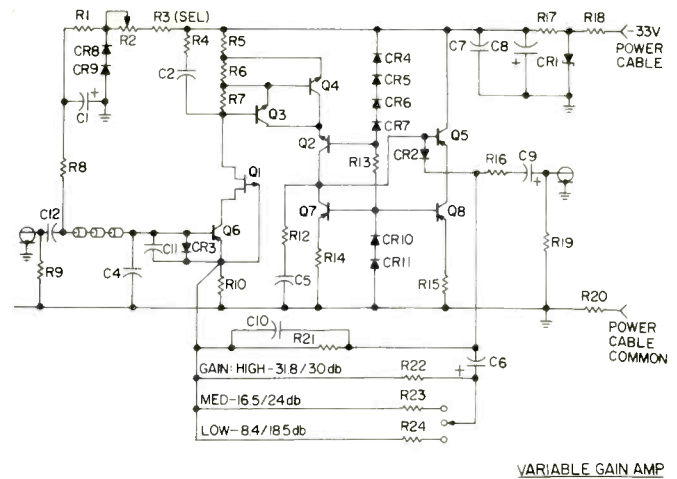 R1
R2
R3 (SEL)
R4
R5
R17
R18
-33V
POWER
CABLE
CR8
CR9
C2
R6
R7
Q4
Q3
CR4
CR5
CR6
CR7
C7
C8
CR1
C1
Q2
Q5
CR2
R13
R16
C9
R8
Q1
C12
Q6
Q7
Q8
C11
CR3
R12
R14
CR10
CR11
R19
R9
C4
R10
C5
R15
R20
POWER
CABLE
COMMON
C10
R21
C6
GAIN: HIGH-31.8/30db
R22
MED-16.5/24db
R23
LOW-8.4/18.5db
R24
VARIABLE GAIN AMP